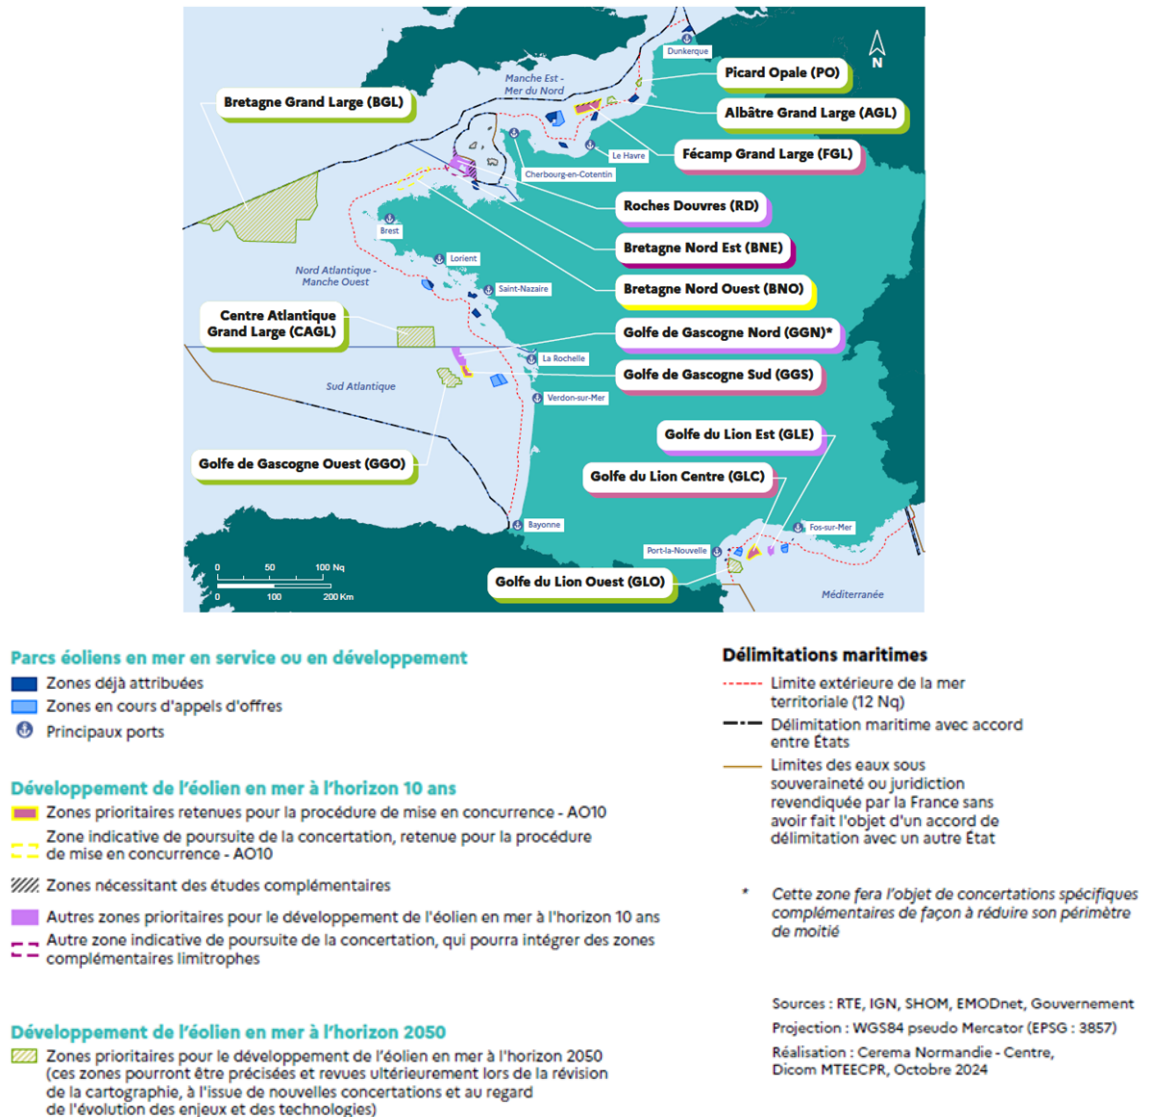 Dunkerque
Manche Est -
Mer du Nord
N
Picard Opale (PO)
Bretagne Grand Large (BGL)
Albâtre Grand Large (AGL)
Le Havre
Fécamp Grand Large (FGL)
Cherbourg-en-Cotentin
Roches Douvres (RD)
Brest
Bretagne Nord Est (BNE)
Lorient
Nord Atlantique -
Manche Ouest
Saint-Nazaire
Bretagne Nord Ouest (BNO)
Centre Atlantique
Grand Large (CAGL)
Golfe de Gascogne Nord (GGN)*
La Rochelle
Sud Atlantique
Golfe de Gascogne Sud (GGS)
Verdon-sur-Mer
Golfe du Lion Est (GLE)
Golfe de Gascogne Ouest (GGO)
Golfe du Lion Centre (GLC)
Bayonne
Fos-sur-Mer
Port-la-Nouvelle
0 50 100 Nq
0 100 200 Km
Golfe du Lion Ouest (GLO)
Méditerranée
Parcs éoliens en mer en service ou en développement
Zones déjà attribuées
Zones en cours d'appels d'offres
Principaux ports
Développement de l'éolien en mer à l'horizon 10 ans
Zones prioritaires retenues pour la procédure de mise en concurrence - AO10
Zone indicative de poursuite de la concertation, retenue pour la procédure
de mise en concurrence - AO10
Zones nécessitant des études complémentaires
Autres zones prioritaires pour le développement de l'éolien en mer à l'horizon 10 ans
Autre zone indicative de poursuite de la concertation, qui pourra intégrer des zones
complémentaires limitrophes
Développement de l'éolien en mer à l'horizon 2050
Zones prioritaires pour le développement de l'éolien en mer à l'horizon 2050
(ces zones pourront être précisées et revues ultérieurement lors de la révision
de la cartographie, à l'issue de nouvelles concertations et au regard
de l'évolution des enjeux et des technologies)
Délimitations maritimes
Limite extérieure de la mer
territoriale (12 Nq)
Délimitation maritime avec accord
entre États
Limites des eaux sous
souveraineté ou juridiction
revendiquée par la France sans
avoir fait l'objet d'un accord de
délimitation avec un autre État
* Cette zone fera l'objet de concertations spécifiques
complémentaires de façon à réduire son périmètre
de moitié
Sources : RTE, IGN, SHOM, EMODnet, Gouvernement
Projection : WGS84 pseudo Mercator (EPSG : 3857)
Réalisation : Cerema Normandie - Centre,
Dicom MTEECPR, Octobre 2024